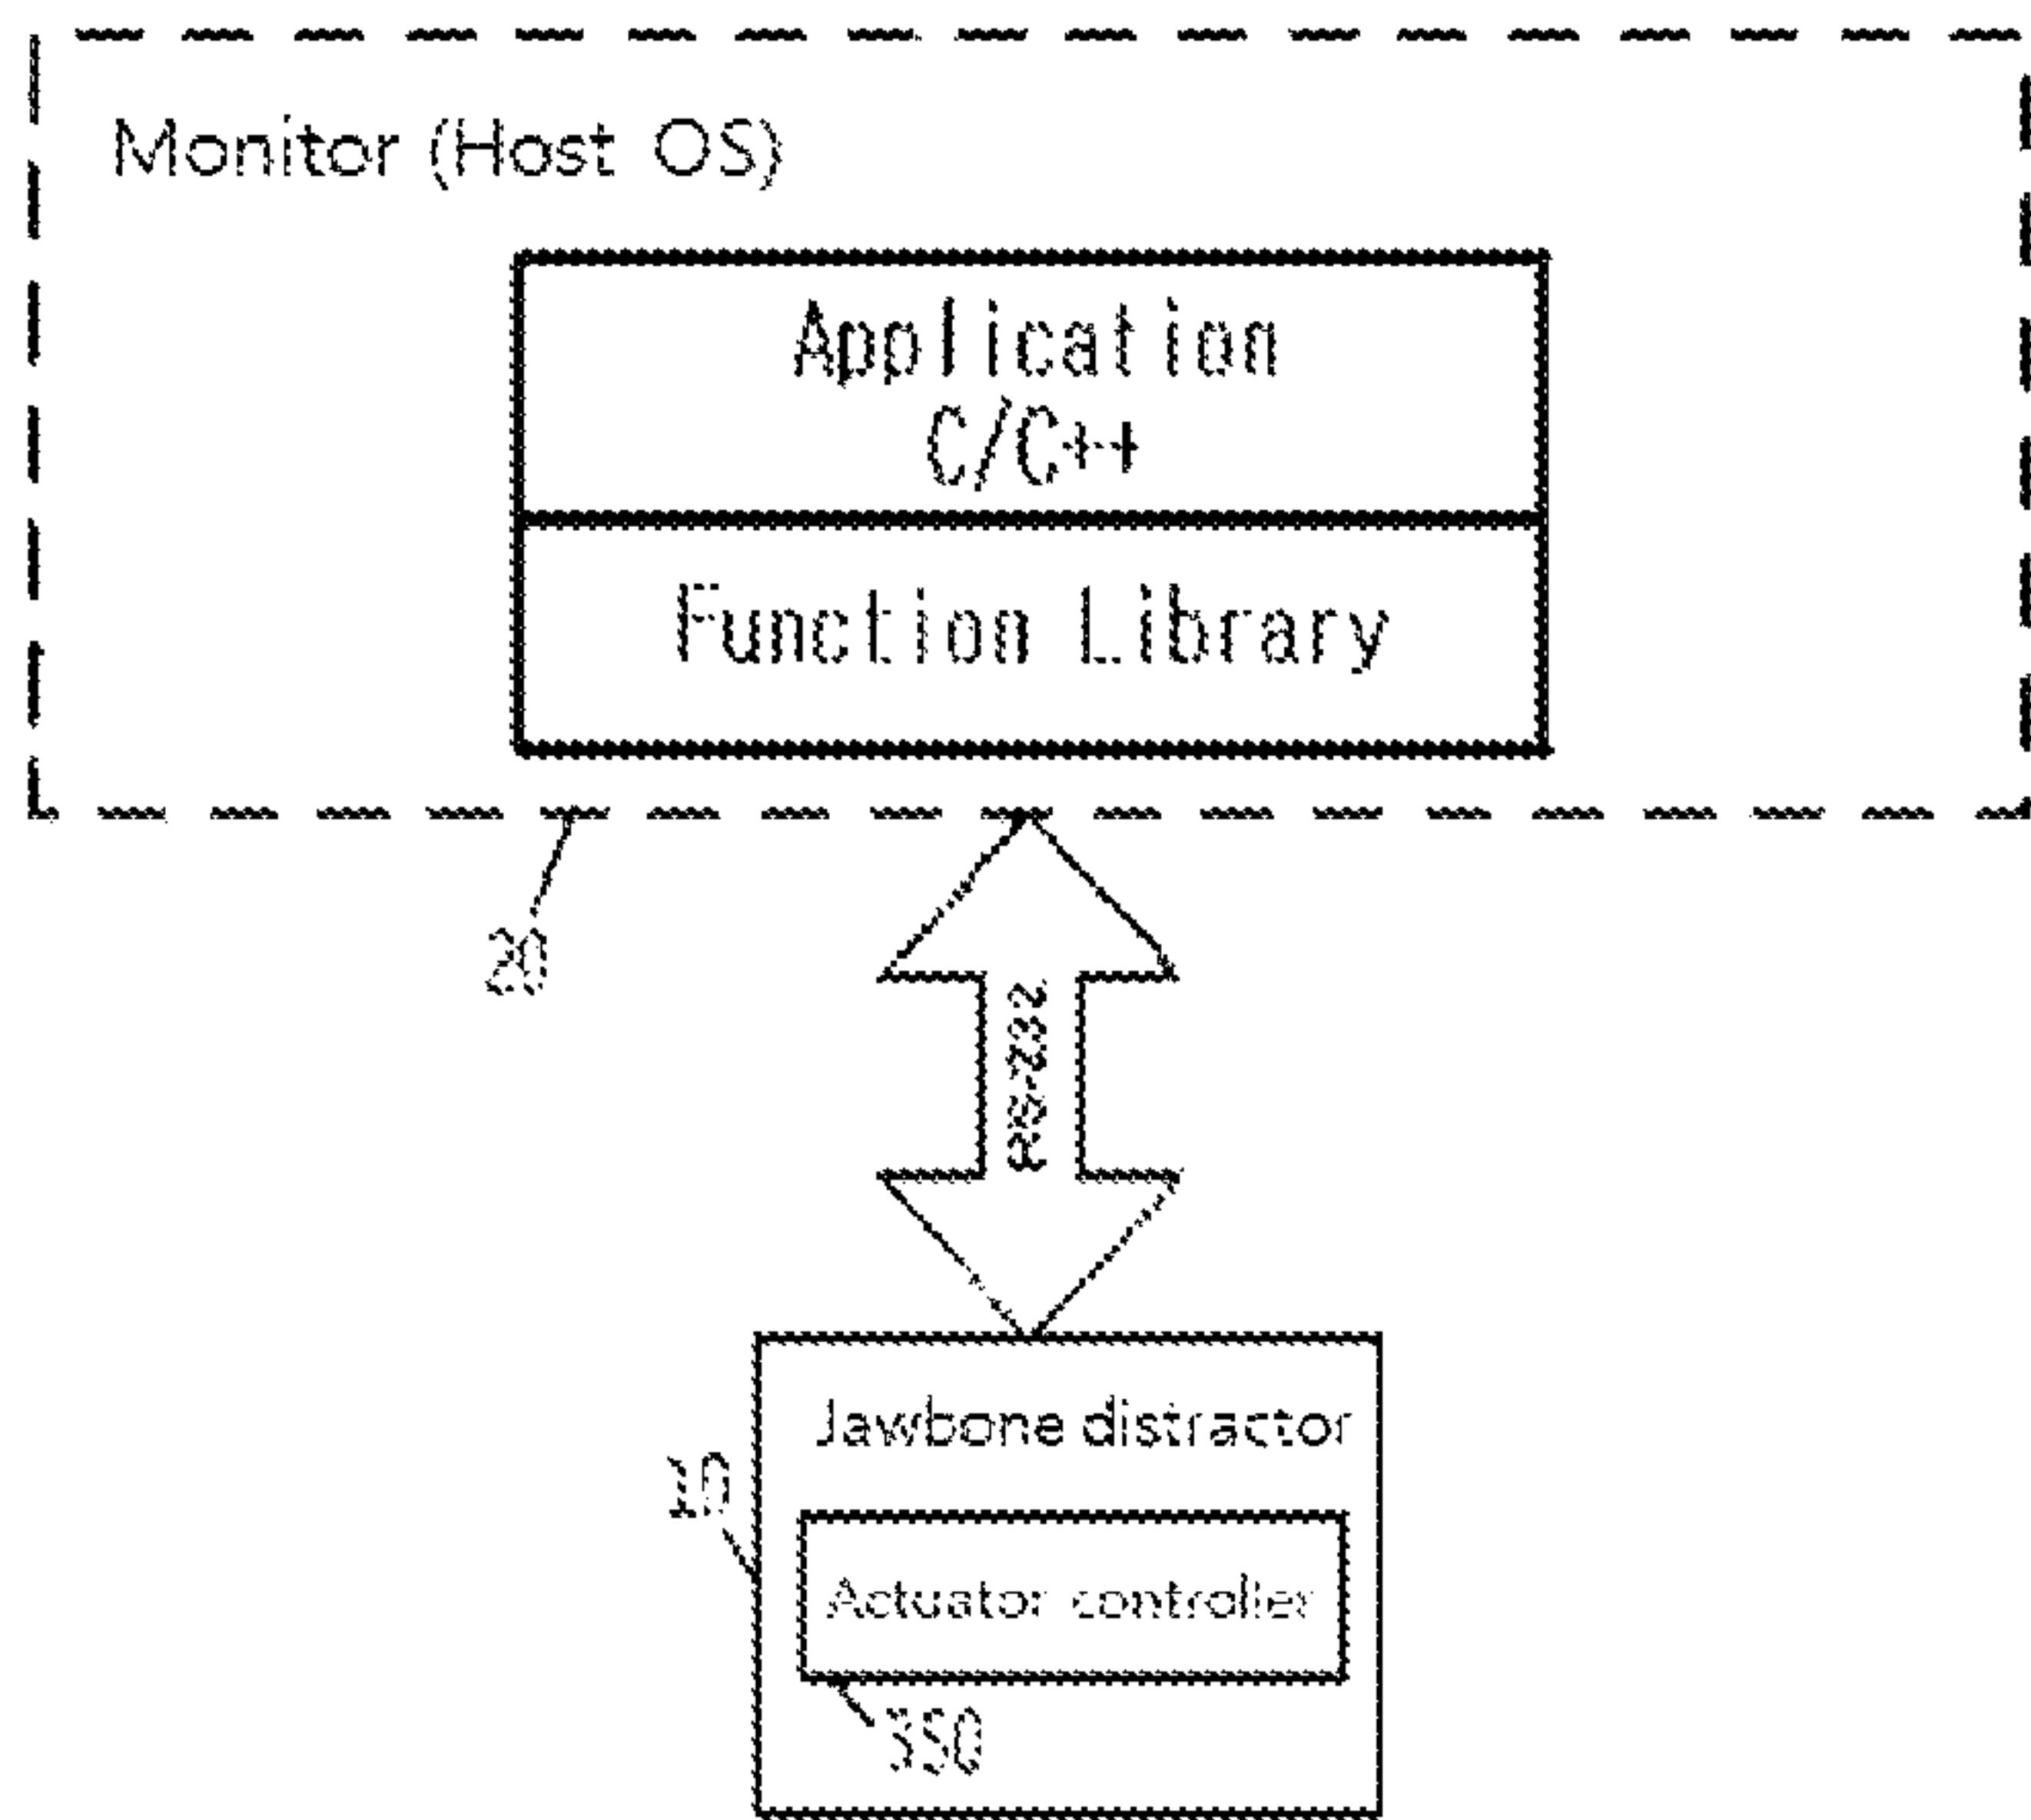 Monitor (Host OS)
Application
C/C++
Function Library
20
RS-232
Jawbone distractor
10
Actuator controller
350